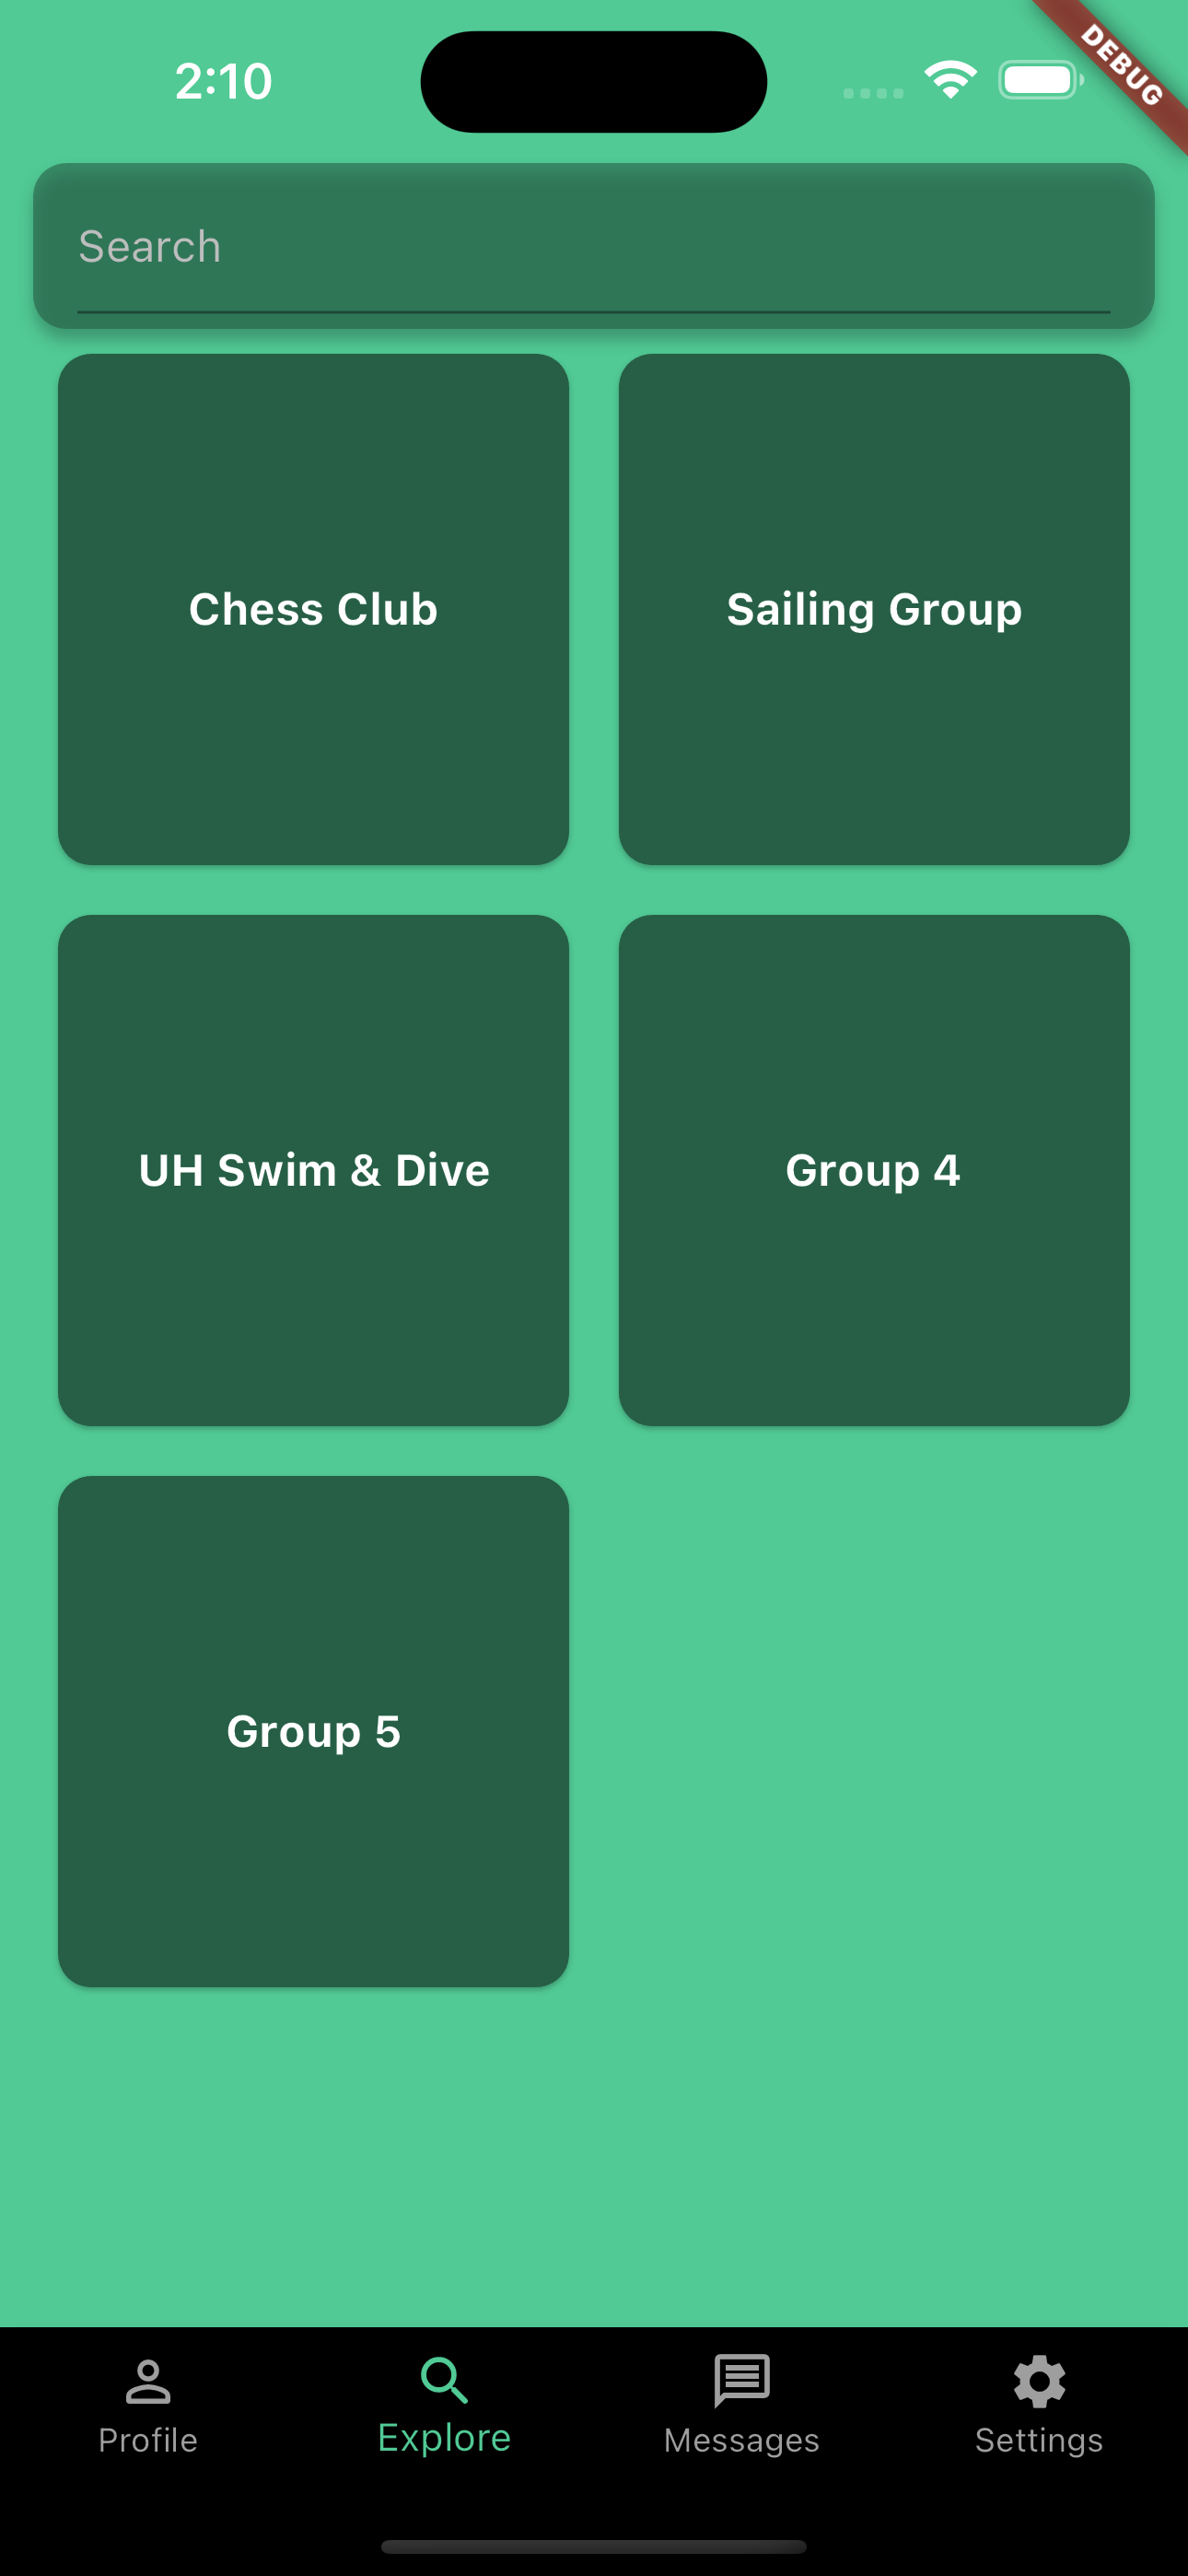 2:10
DEBUG
Search
Chess Club
Sailing Group
UH Swim & Dive
Group 4
Group 5
Profile
Explore
Messages
Settings